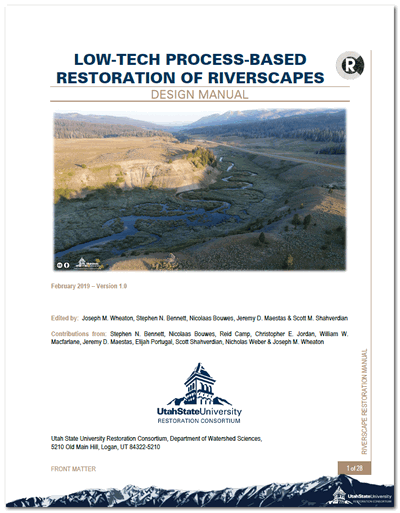 LOW-TECH PROCESS-BASED
RESTORATION OF RIVERSCAPES
DESIGN MANUAL
February 2019 – Version 1.0
Edited by: Joseph M. Wheaton, Stephen N. Bennett, Nicolaas Bouwes, Jeremy D. Maestas & Scott M. Shahverdian
Contributions from: Stephen N. Bennett, Nicolaas Bouwes, Reid Camp, Christopher E. Jordan, William W.
Macfarlane, Jeremy D. Maestas, Elijah Portugal, Scott Shahverdian, Nicholas Weber & Joseph M. Wheaton
UtahStateUniversity
RESTORATION CONSORTIUM
Utah State University Restoration Consortium, Department of Watershed Sciences,
5210 Old Main Hill, Logan, UT 84322-5210
RIVERSCAPE RESTORATION MANUAL
FRONT MATTER
1 of 28
UtahStateUniversity
RESTORATION CONSORTIUM